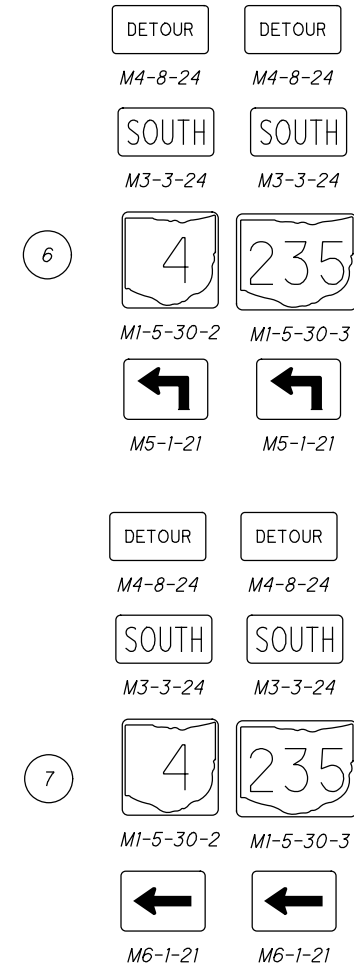 DETOUR DETOUR
M4-8-24 M4-8-24
SOUTH SOUTH
M3-3-24 M3-3-24
6 4 235
M1-5-30-2 M1-5-30-3
M5-1-21 M5-1-21
DETOUR DETOUR
M4-8-24 M4-8-24
SOUTH SOUTH
M3-3-24 M3-3-24
7 4 235
M1-5-30-2 M1-5-30-3
M6-1-21 M6-1-21